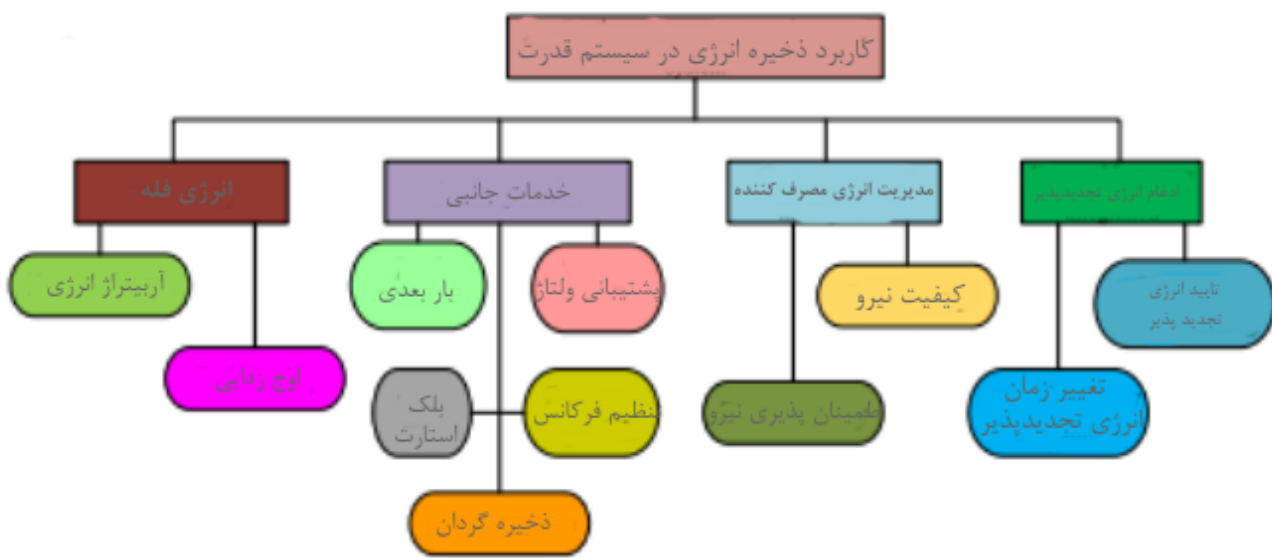 کاربرد ذخیره انرژی در سیستم قدرت
ادغام انرژی تجدیدپذیر
مدیریت انرژی مصرف کننده
خدمات جانبی
انرژی فله
تایید انرژی
تجدید پذیر
کیفیت نیرو
پشتیبانی ولتاژ
بار بعدی
آربیتراژ انرژی
تغییر زمان
انرژی تجدیدپذیر
طمینان پذیری نیرو
تنظیم فرکانس
بلک
استارت
اوج زدایی
ذخیره گردان